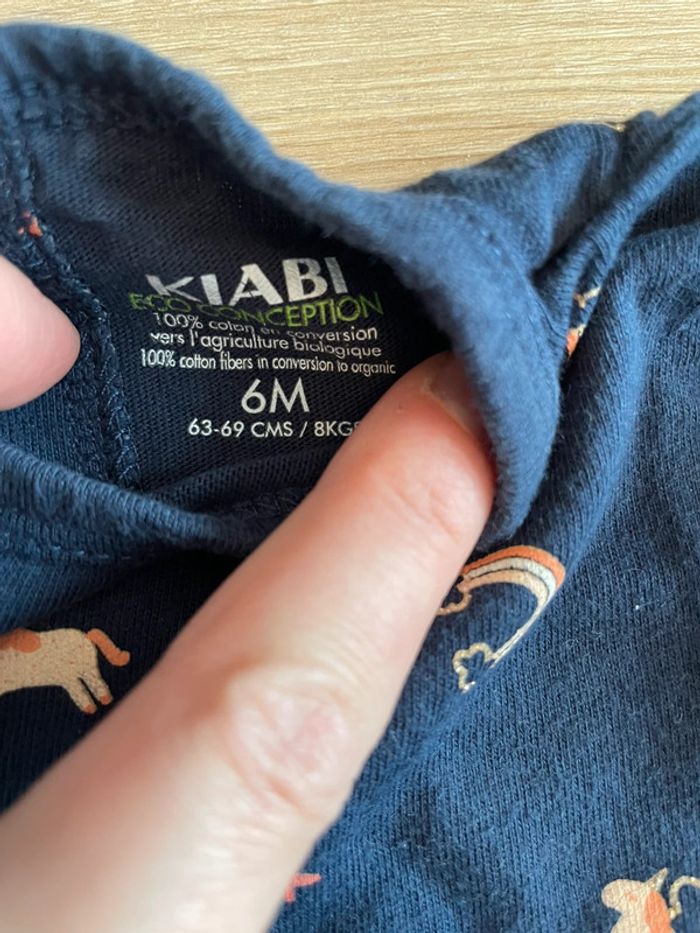 KIABI
ECO CONCEPTION
100% coton en conversion
vers l'agriculture biologique
100% cotton fibers in conversion to organic
6M
63-69 CMS / 8KGS